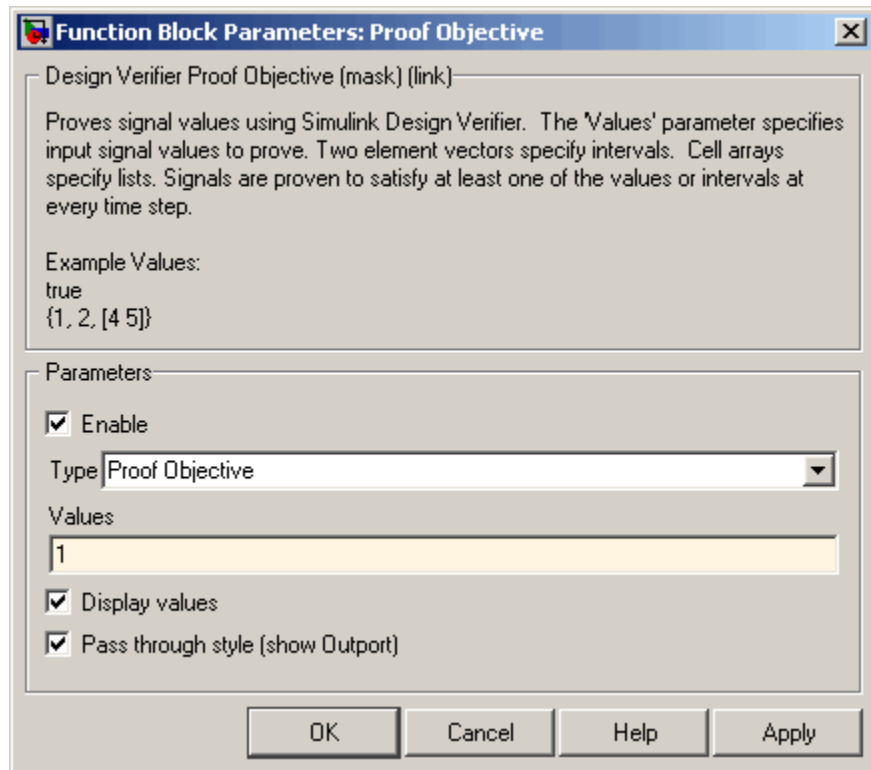 Function Block Parameters: Proof Objective
Design Verifier Proof Objective (mask) (link)
Proves signal values using Simulink Design Verifier.  The 'Values' parameter specifies
input signal values to prove. Two element vectors specify intervals.  Cell arrays
specify lists. Signals are proven to satisfy at least one of the values or intervals at
every time step.
Example Values:
true
{1, 2, [4 5]}
Parameters
Enable
Type Proof Objective
Values
1
Display values
Pass through style (show Outport)
OK Cancel Help Apply